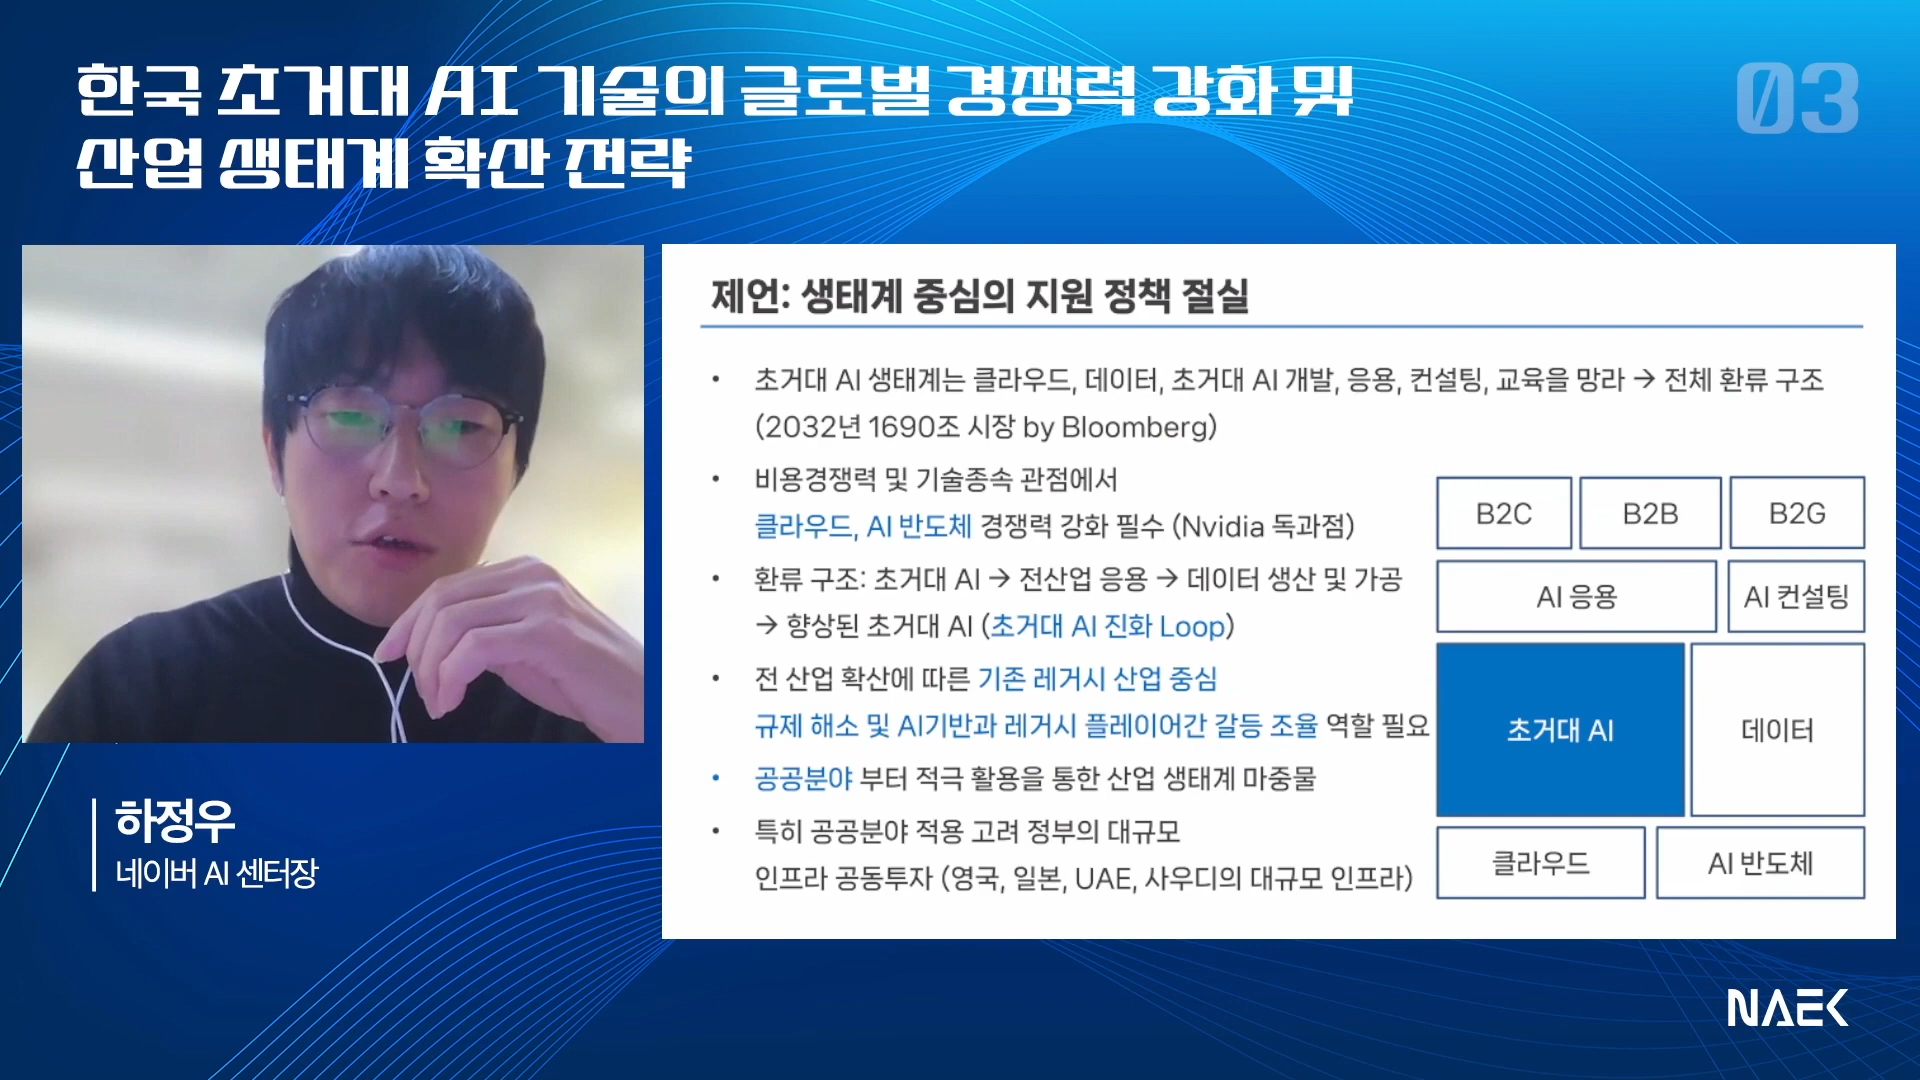 한국 초거대 AI 기술의 글로벌 경쟁력 강화 및
산업 생태계 확산 전략
03
제언: 생태계 중심의 지원 정책 절실
• 초거대 AI 생태계는 클라우드, 데이터, 초거대 AI 개발, 응용, 컨설팅, 교육을 망라 → 전체 환류 구조
(2032년 1690조 시장 by Bloomberg)
• 비용경쟁력 및 기술종속 관점에서
클라우드, AI 반도체 경쟁력 강화 필수 (Nvidia 독과점)
• 환류 구조: 초거대 AI → 전산업 응용 → 데이터 생산 및 가공
→ 향상된 초거대 AI (초거대 AI 진화 Loop)
• 전 산업 확산에 따른 기존 레거시 산업 중심
규제 해소 및 AI기반과 레거시 플레이어간 갈등 조율 역할 필요
• 공공분야 부터 적극 활용을 통한 산업 생태계 마중물
• 특히 공공분야 적용 고려 정부의 대규모
인프라 공동투자 (영국, 일본, UAE, 사우디의 대규모 인프라)
B2C B2B B2G
AI 응용 AI 컨설팅
초거대 AI 데이터
클라우드 AI 반도체
하정우
네이버 AI 센터장
NAEK